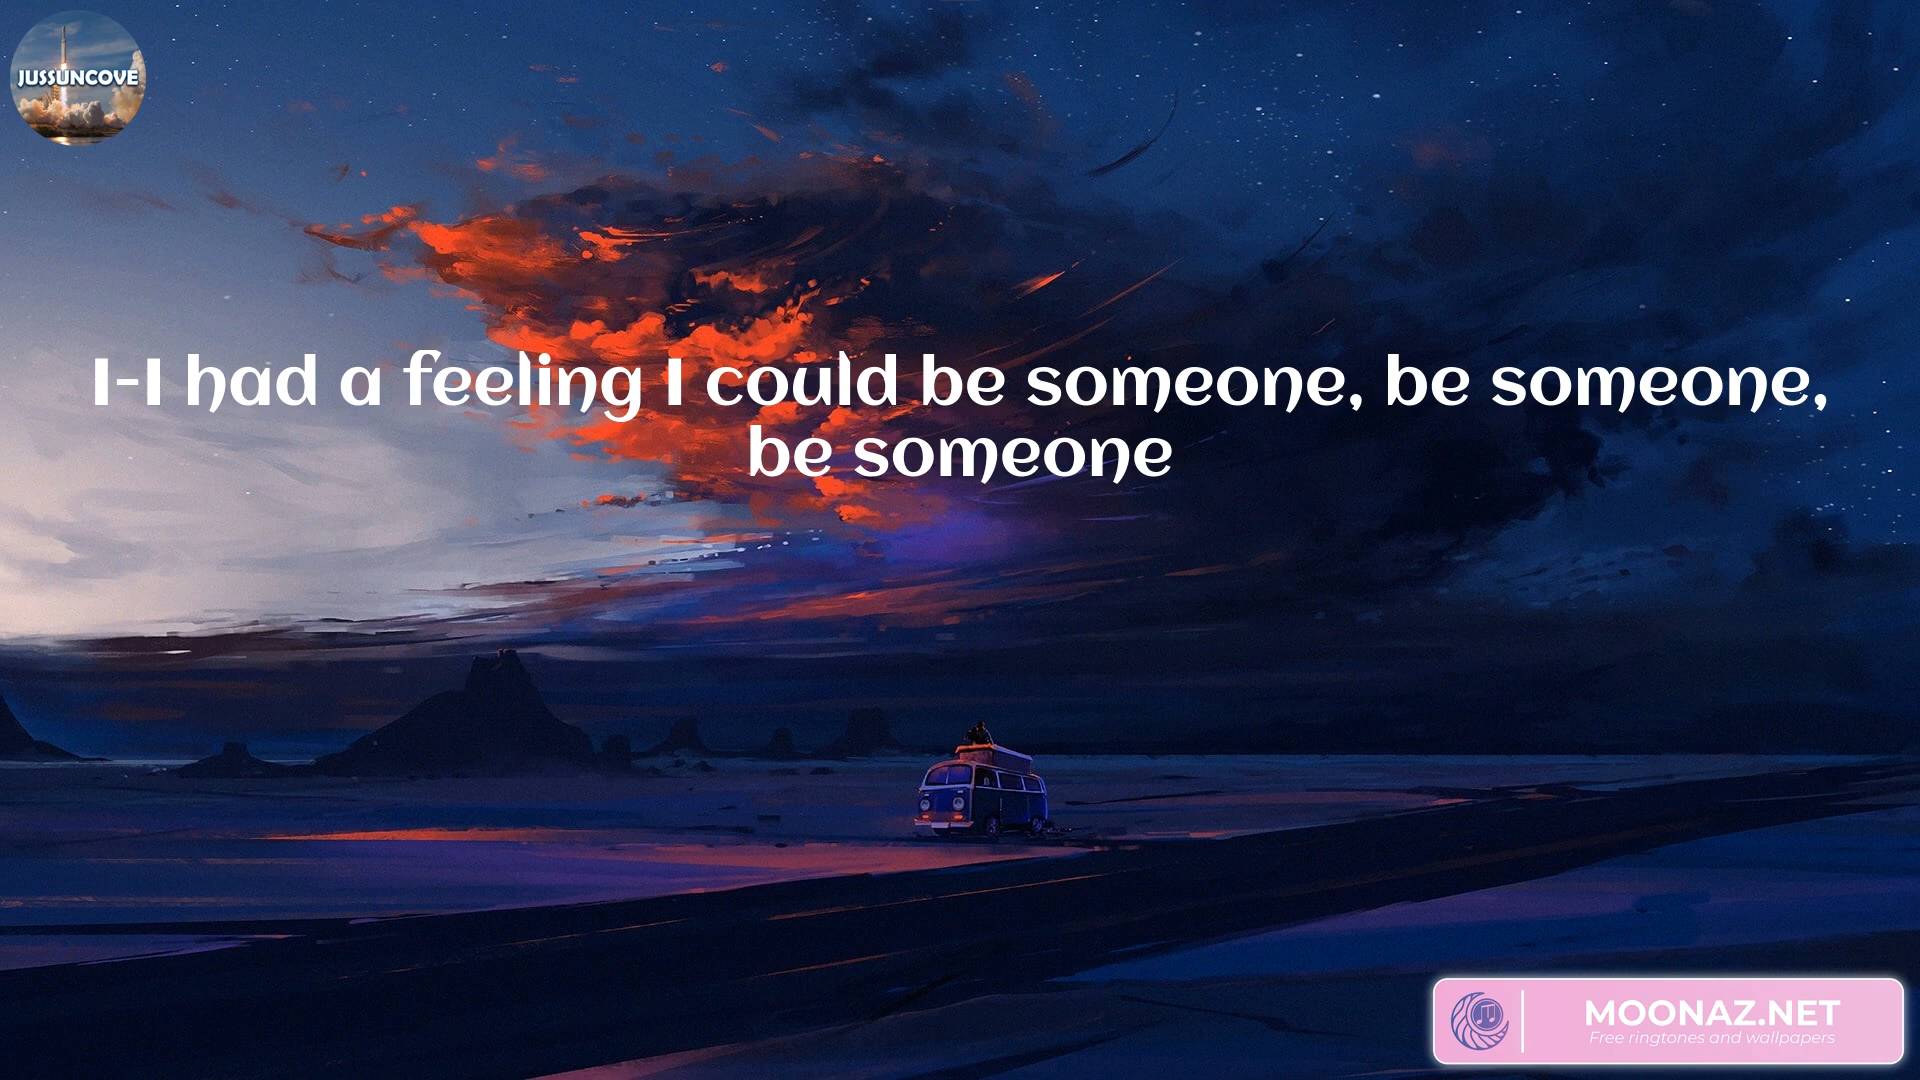 JUSSUNCOVE
I-I had a feeling I could be someone, be someone,
be someone
MOONAZ.NET
Free ringtones and wallpapers